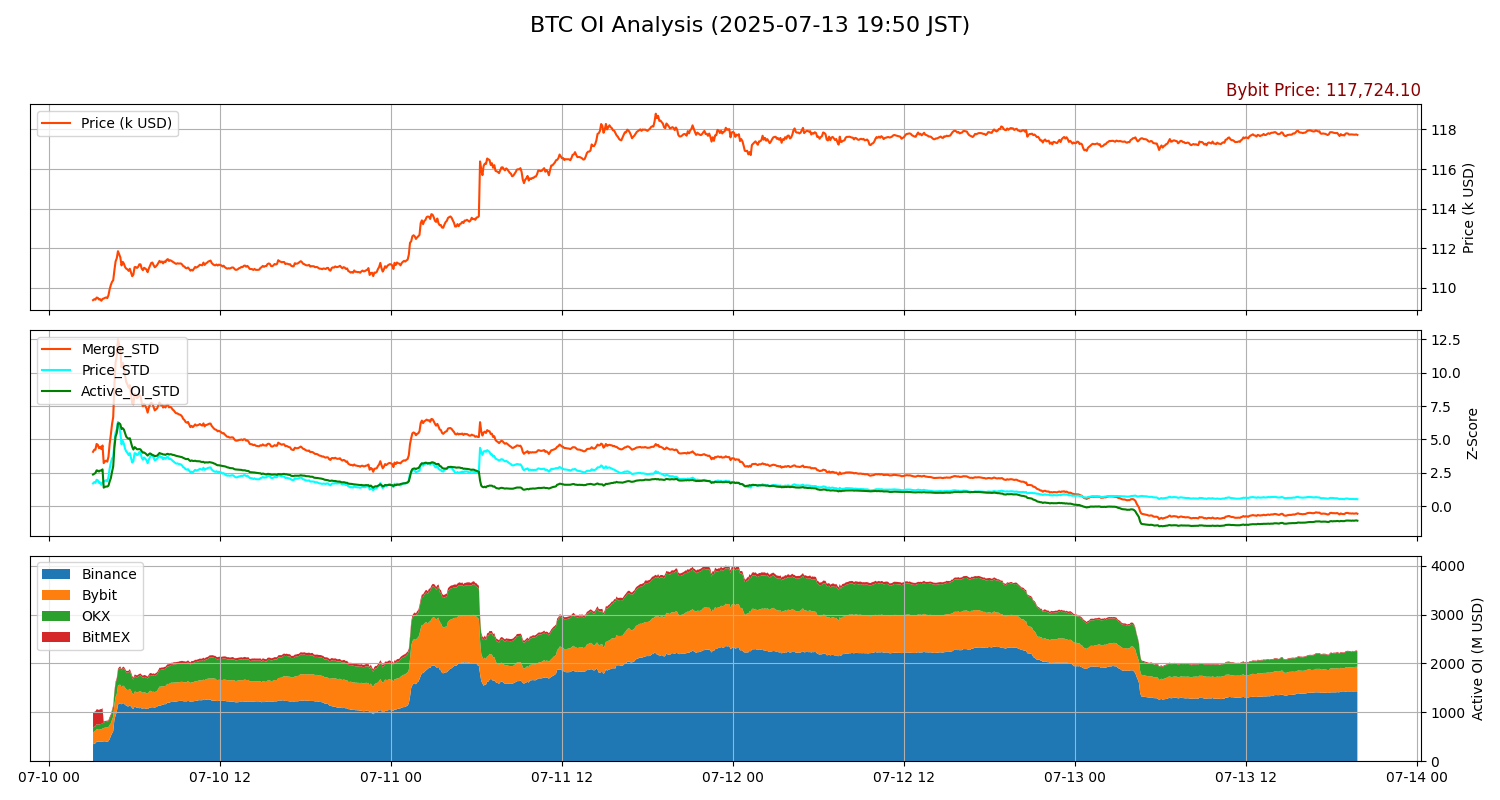 BTC OI Analysis (2025-07-13 19:50 JST)
Bybit Price: 117,724.10
Price (k USD)
118
116
114
112
110
Price (k USD)
Merge_STD
Price_STD
Active_OI_STD
12.5
10.0
7.5
5.0
2.5
0.0
Z-Score
Binance
Bybit
OKX
BitMEX
4000
3000
2000
1000
0
Active OI (M USD)
07-10 00 07-10 12 07-11 00 07-11 12 07-12 00 07-12 12 07-13 00 07-13 12 07-14 00